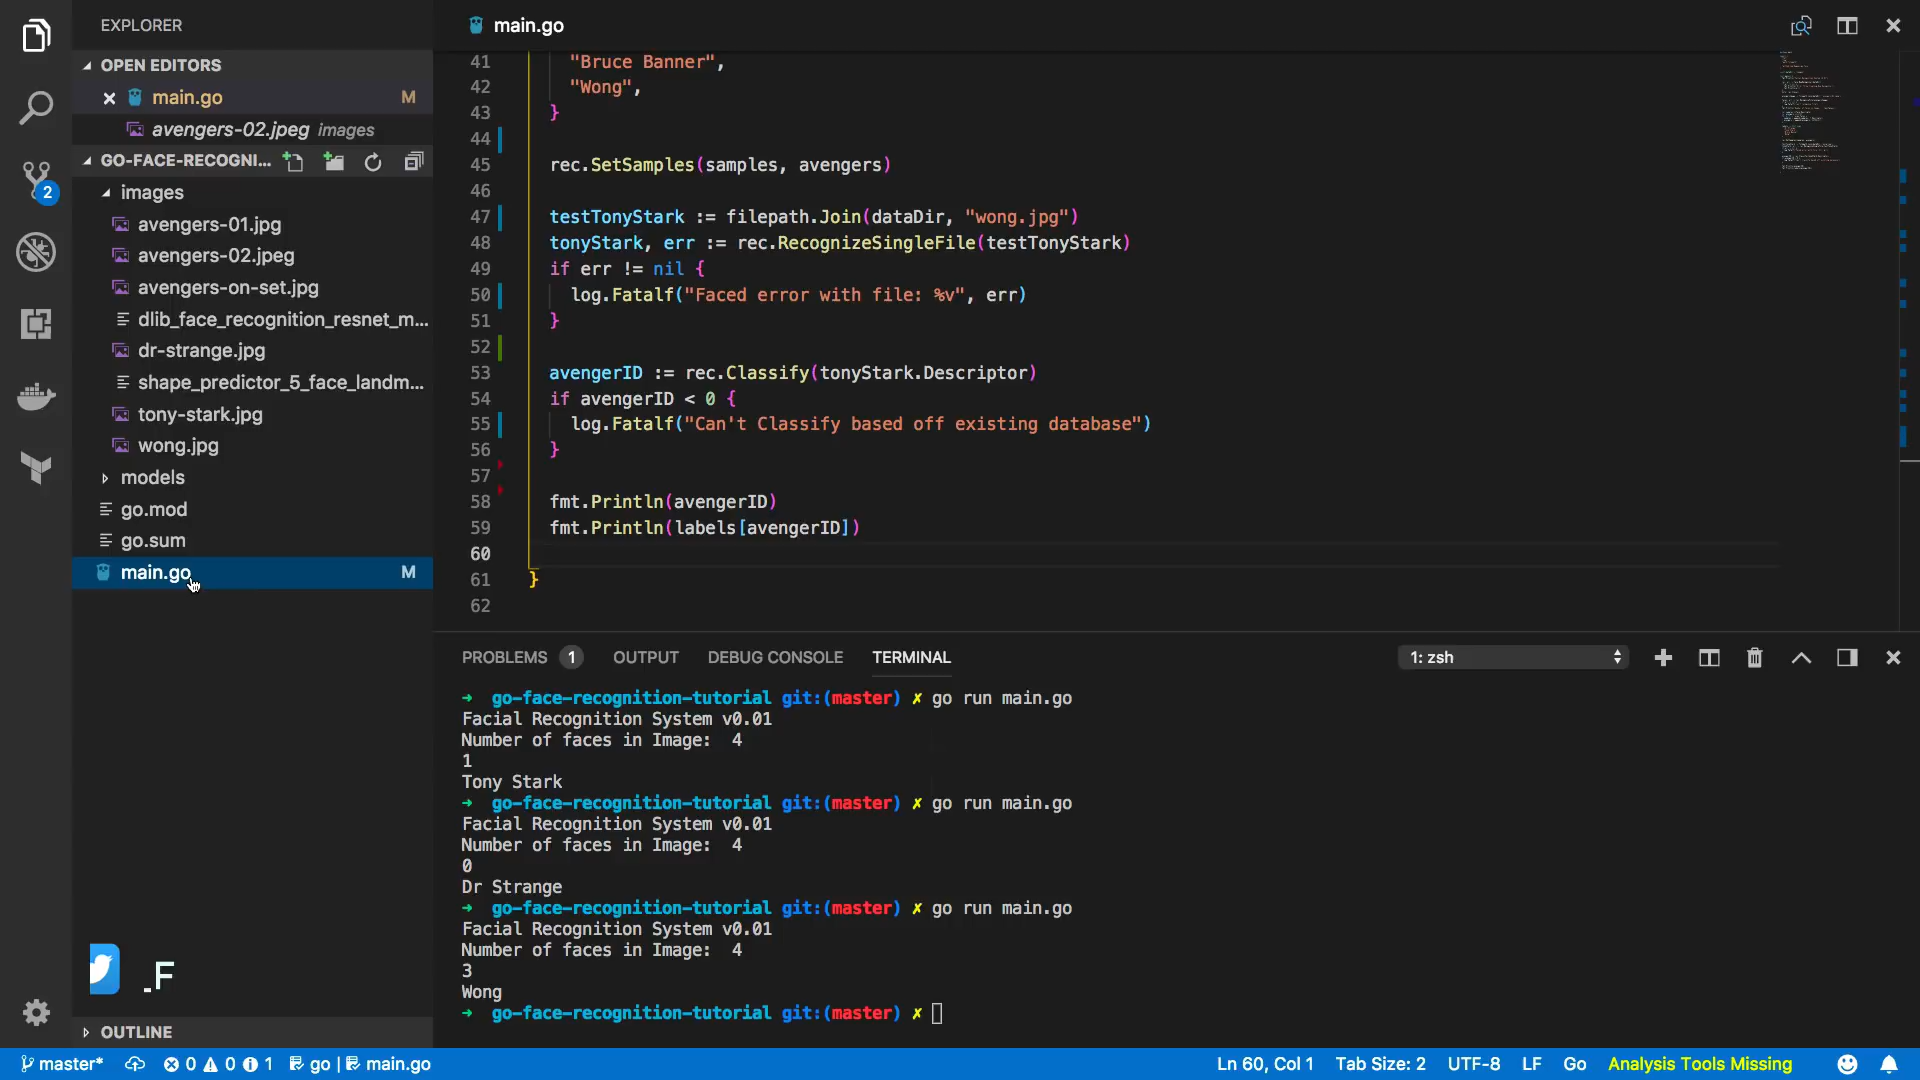 EXPLORER
OPEN EDITORS
main.go M
avengers-02.jpeg images
GO-FACE-RECOGNI...
2
images
avengers-01.jpg
avengers-02.jpeg
avengers-on-set.jpg
dlib_face_recognition_resnet_m...
dr-strange.jpg
shape_predictor_5_face_landm...
tony-stark.jpg
wong.jpg
models
go.mod
go.sum
main.go M
_F
OUTLINE
main.go
41 "Bruce Banner",
42 "Wong",
43 }
44
45 rec.SetSamples(samples, avengers)
46
47 testTonyStark := filepath.Join(dataDir, "wong.jpg")
48 tonyStark, err := rec.RecognizeSingleFile(testTonyStark)
49 if err != nil {
50 log.Fatalf("Faced error with file: %v", err)
51 }
52
53 avengerID := rec.Classify(tonyStark.Descriptor)
54 if avengerID < 0 {
55 log.Fatalf("Can't Classify based off existing database")
56 }
57
58 fmt.Println(avengerID)
59 fmt.Println(labels[avengerID])
60
61 }
62
PROBLEMS 1 OUTPUT DEBUG CONSOLE TERMINAL 1: zsh
→ go-face-recognition-tutorial git:(master) ✗ go run main.go
Facial Recognition System v0.01
Number of faces in Image:  4
1
Tony Stark
→ go-face-recognition-tutorial git:(master) ✗ go run main.go
Facial Recognition System v0.01
Number of faces in Image:  4
0
Dr Strange
→ go-face-recognition-tutorial git:(master) ✗ go run main.go
Facial Recognition System v0.01
Number of faces in Image:  4
3
Wong
→ go-face-recognition-tutorial git:(master) ✗
master* 0 0 1 go | main.go Ln 60, Col 1 Tab Size: 2 UTF-8 LF Go Analysis Tools Missing